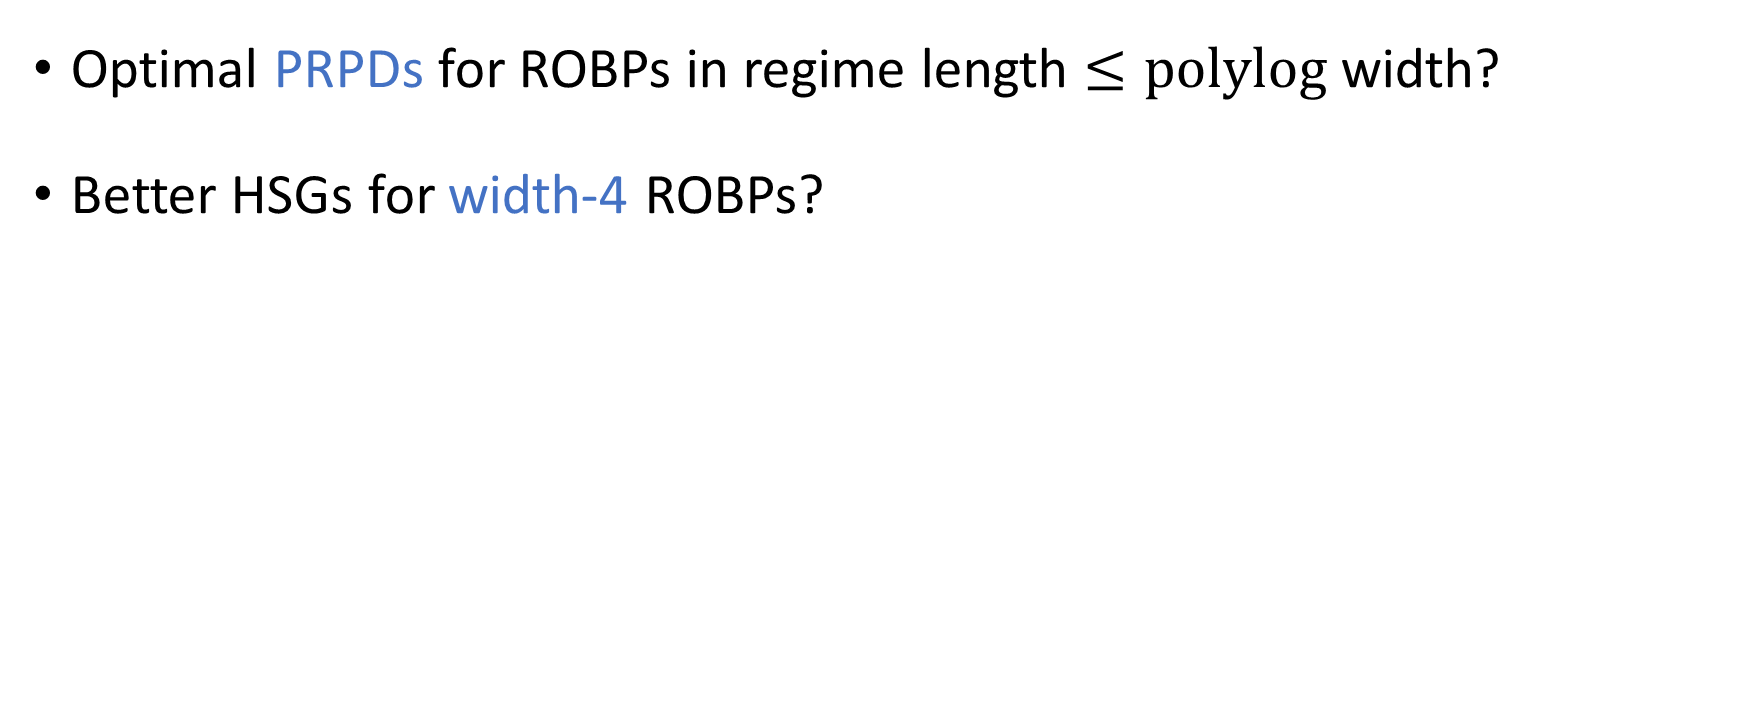 • Optimal PRPDs for ROBPs in regime length ≤ polylog width?
• Better HSGs for width-4 ROBPs?